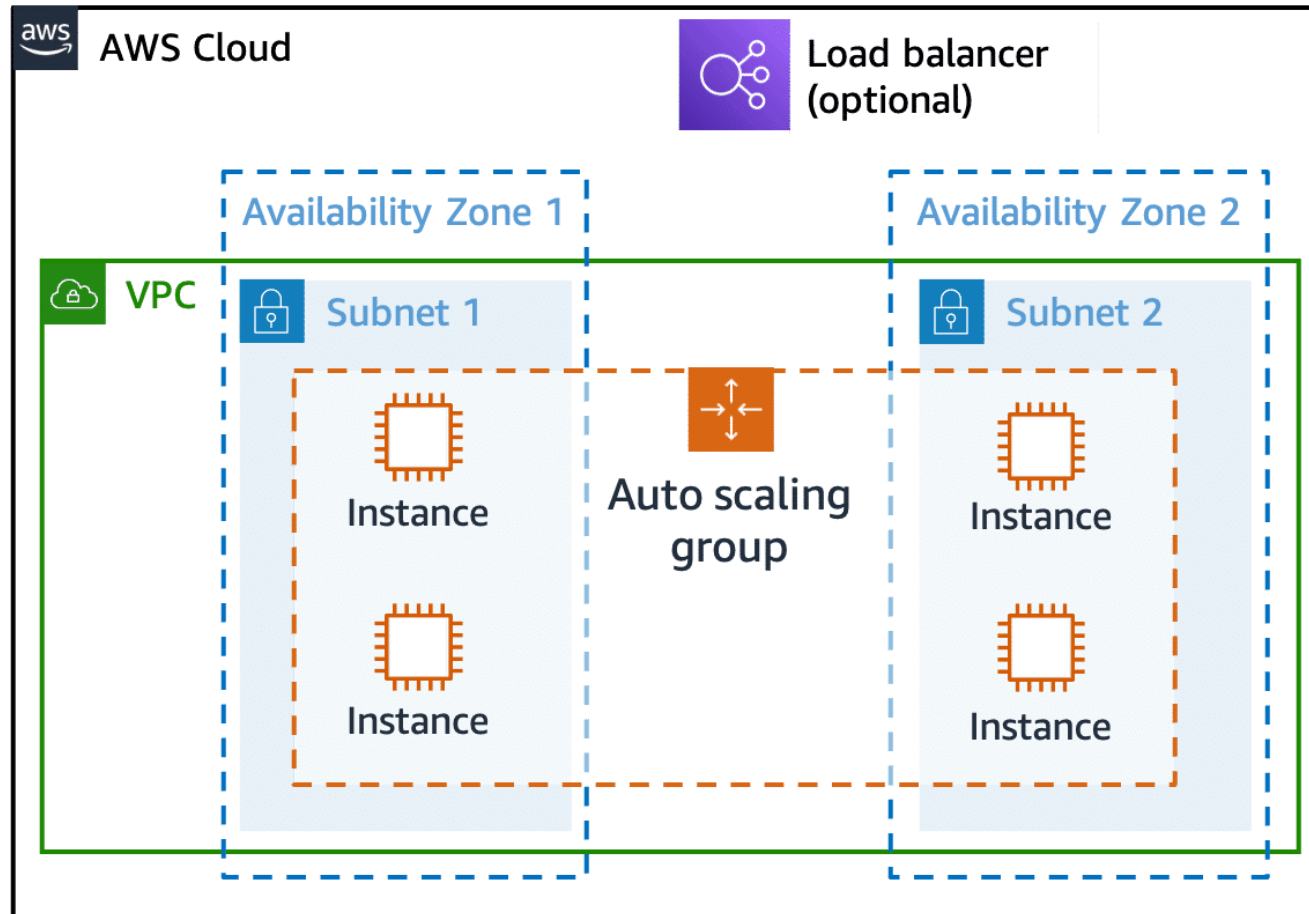 aws
AWS Cloud
Load balancer
(optional)
Availability Zone 1
Availability Zone 2
VPC
Subnet 1
Subnet 2
Instance
Auto scaling
group
Instance
Instance
Instance